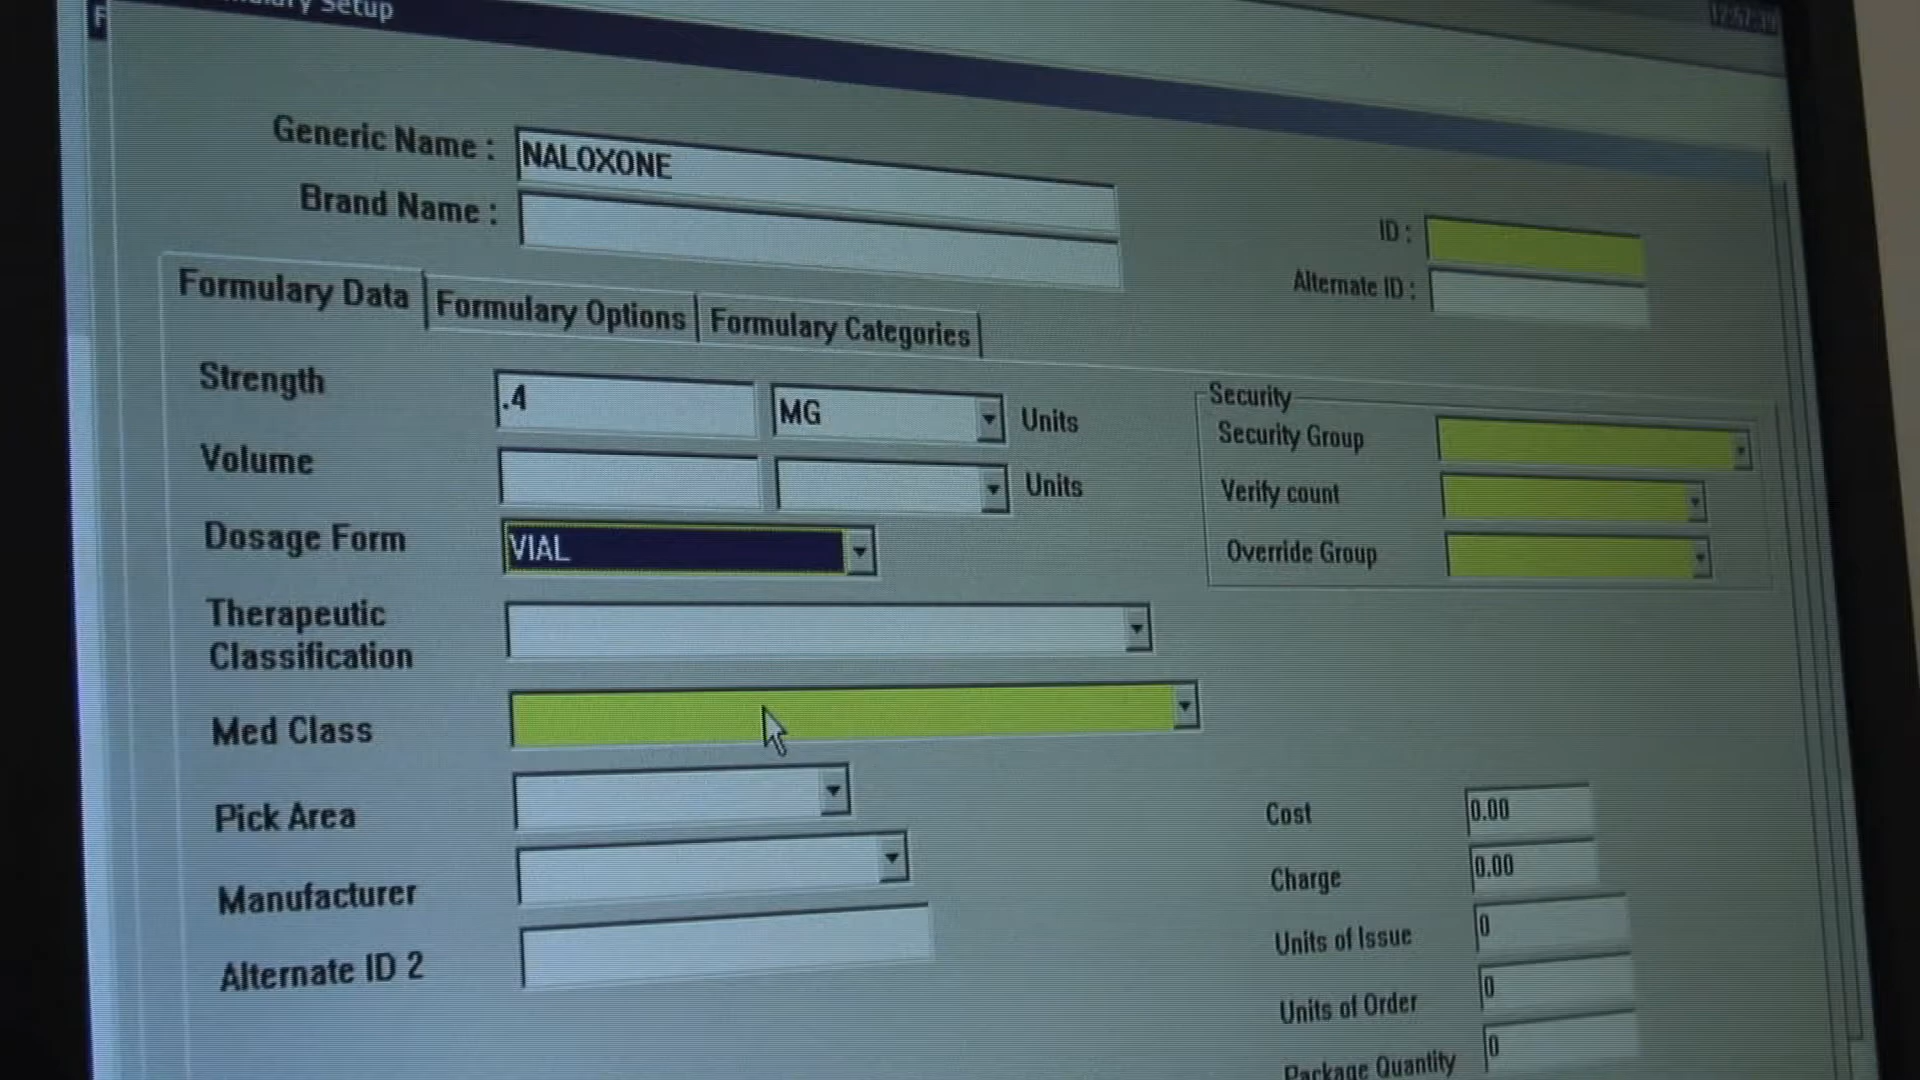 Setup
Generic Name : NALOXONE
Brand Name :
ID :
Alternate ID :
Formulary Data Formulary Options Formulary Categories
Strength .4 MG Units
Volume Units
Dosage Form VIAL
Therapeutic
Classification
Med Class
Pick Area
Manufacturer
Alternate ID 2
Security
Security Group
Verify count
Override Group
Cost 0.00
Charge 0.00
Units of Issue 0
Units of Order 0
Package Quantity 0